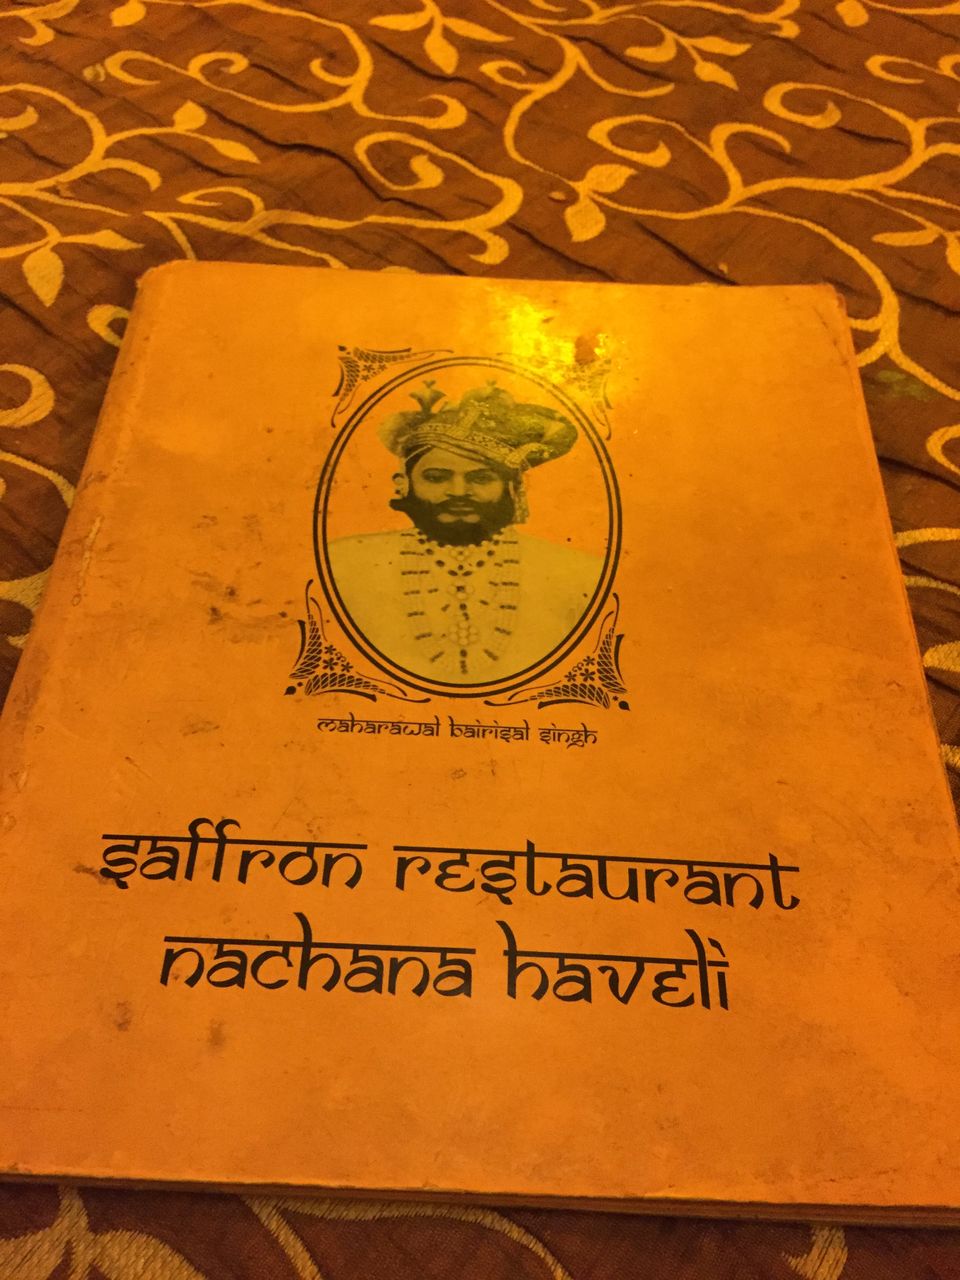 maharawal bairisal singh
saffron restaurant
nachana haveli